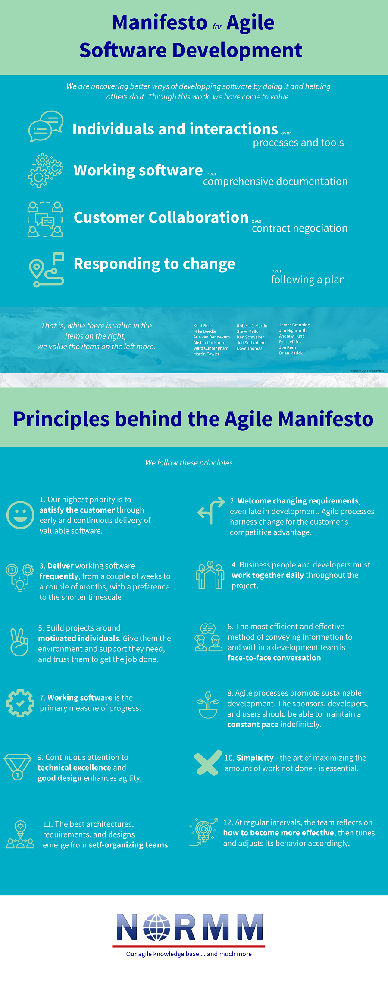 Manifesto for Agile
Software Development
We are uncovering better ways of developping software by doing it and helping
others do it. Through this work, we have come to value:
Individuals and interactions over
processes and tools
Working software over
comprehensive documentation
Customer Collaboration over
contract negociation
Responding to change
over
following a plan
That is, while there is value in the
items on the right,
we value the items on the left more.
Kent Beck
Mike Beedle
Arie van Bennekum
Alistair Cockburn
Ward Cunningham
Martin Fowler
Robert C. Martin
Steve Mellor
Ken Schwaber
Jeff Sutherland
Dave Thomas
James Grenning
Jim Highsmith
Andrew Hunt
Ron Jeffries
Jon Kern
Brian Marick
February 2001 @ Snowbird
Principles behind the Agile Manifesto
We follow these principles :
1. Our highest priority is to
satisfy the customer through
early and continuous delivery of
valuable software.
2. Welcome changing requirements,
even late in development. Agile processes
harness change for the customer's
competitive advantage.
3. Deliver working software
frequently, from a couple of weeks to
a couple of months, with a preference
to the shorter timescale
4. Business people and developers must
work together daily throughout the
project.
5. Build projects around
motivated individuals. Give them the
environment and support they need,
and trust them to get the job done.
6. The most efficient and effective
method of conveying information to
and within a development team is
face-to-face conversation.
7. Working software is the
primary measure of progress.
8. Agile processes promote sustainable
development. The sponsors, developers,
and users should be able to maintain a
constant pace indefinitely.
9. Continuous attention to
technical excellence and
good design enhances agility.
1
10. Simplicity - the art of maximizing the
amount of work not done - is essential.
11. The best architectures,
requirements, and designs
emerge from self-organizing teams.
12. At regular intervals, the team reflects on
how to become more effective, then tunes
and adjusts its behavior accordingly.
NORMM
Our agile knowledge base ... and much more